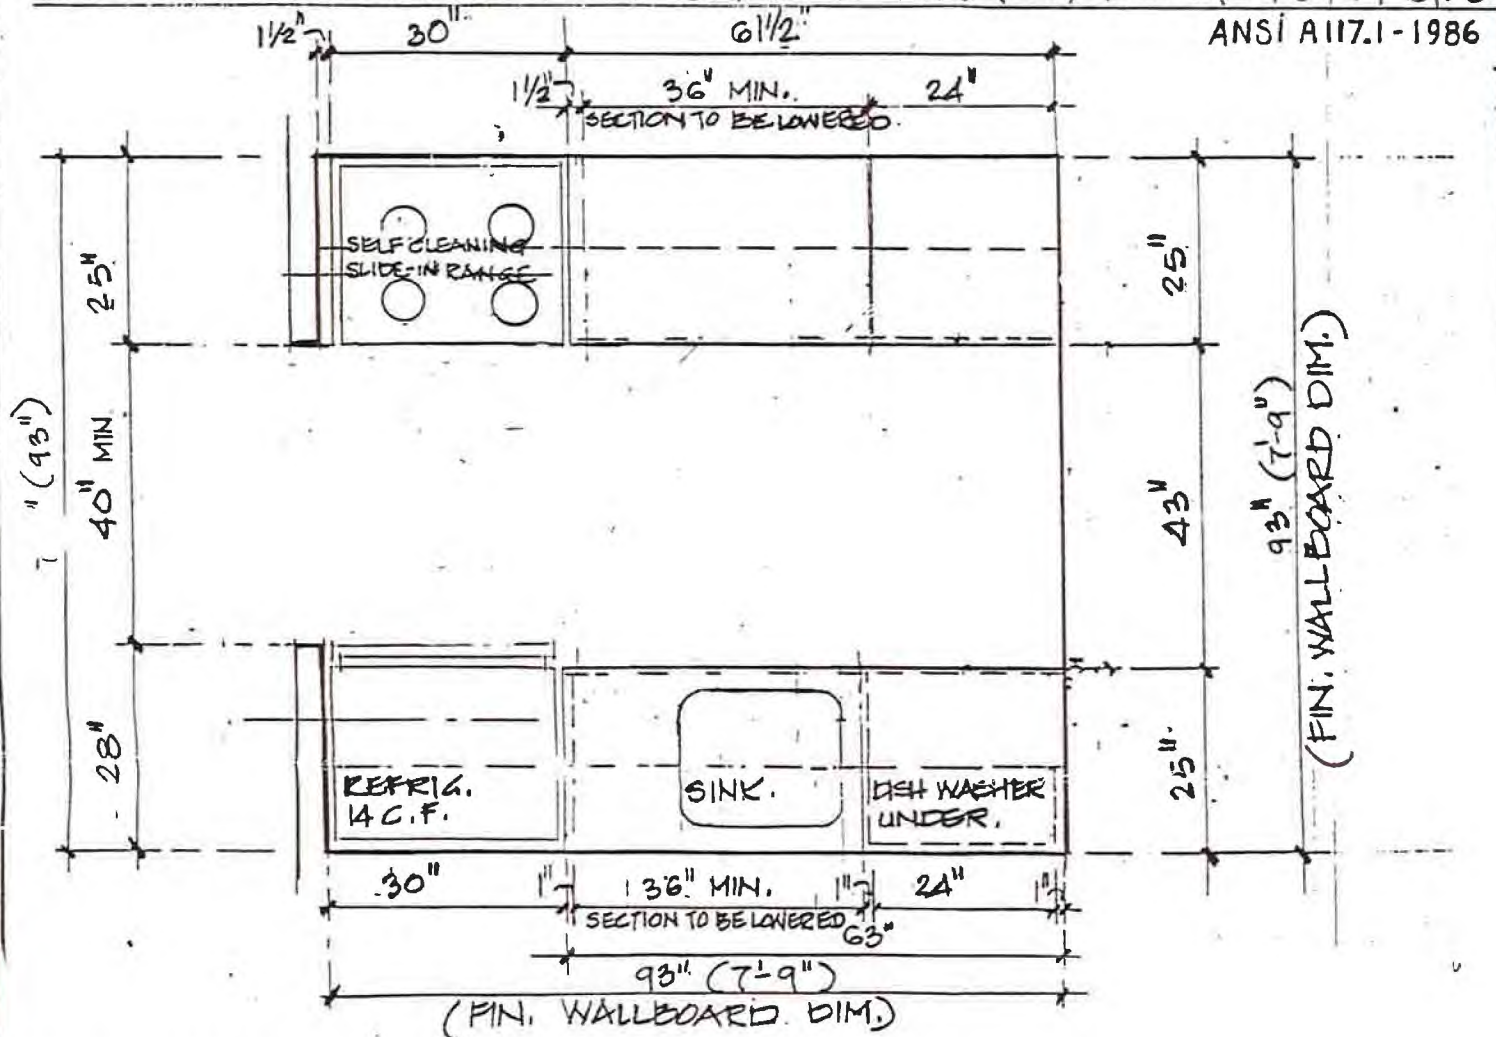 ANSI A117.1-1986
1½" 30" 61½"
1½" 36" MIN. 24"
SECTION TO BE LOWERED.
SELF CLEANING
SLIDE-IN RANGE
25"
40" MIN.
28"
" (93")
25"
43"
25"
93" (7'-9")
(FIN. WALLBOARD DIM.)
REFRIG.
14 C.F.
SINK.
DISH WASHER
UNDER.
30" 1" 36" MIN. 1" 24" 1"
SECTION TO BE LOWERED
63"
93" (7'-9")
(FIN. WALLBOARD DIM.)